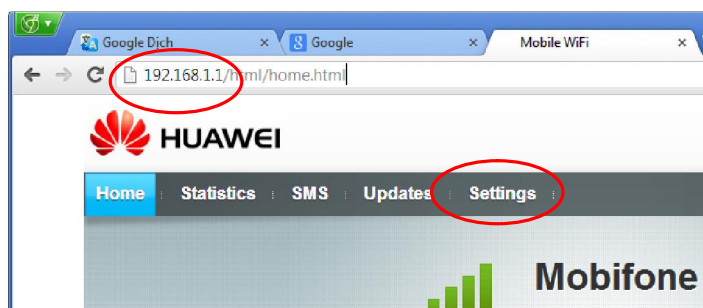 Google Dịch
Google
Mobile WiFi
192.168.1.1/html/home.html
HUAWEI
Home Statistics SMS Updates Settings
Mobifone